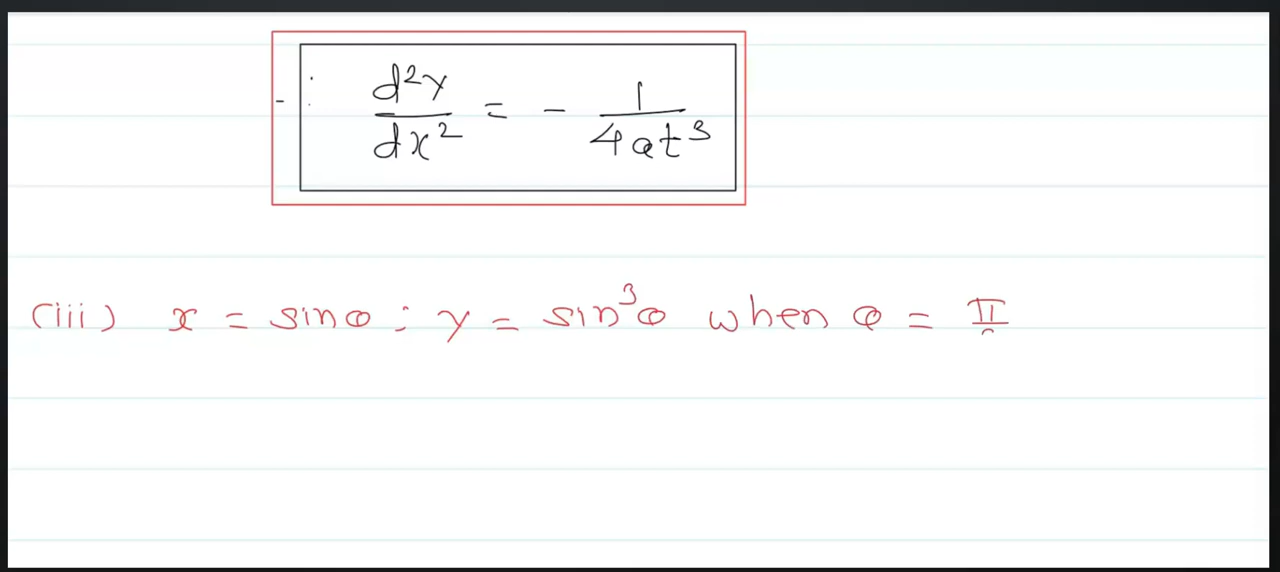 ∴ d²y/dx² = - 1/4at³
(iii) x = sinθ ; y = sin³θ when θ = π/